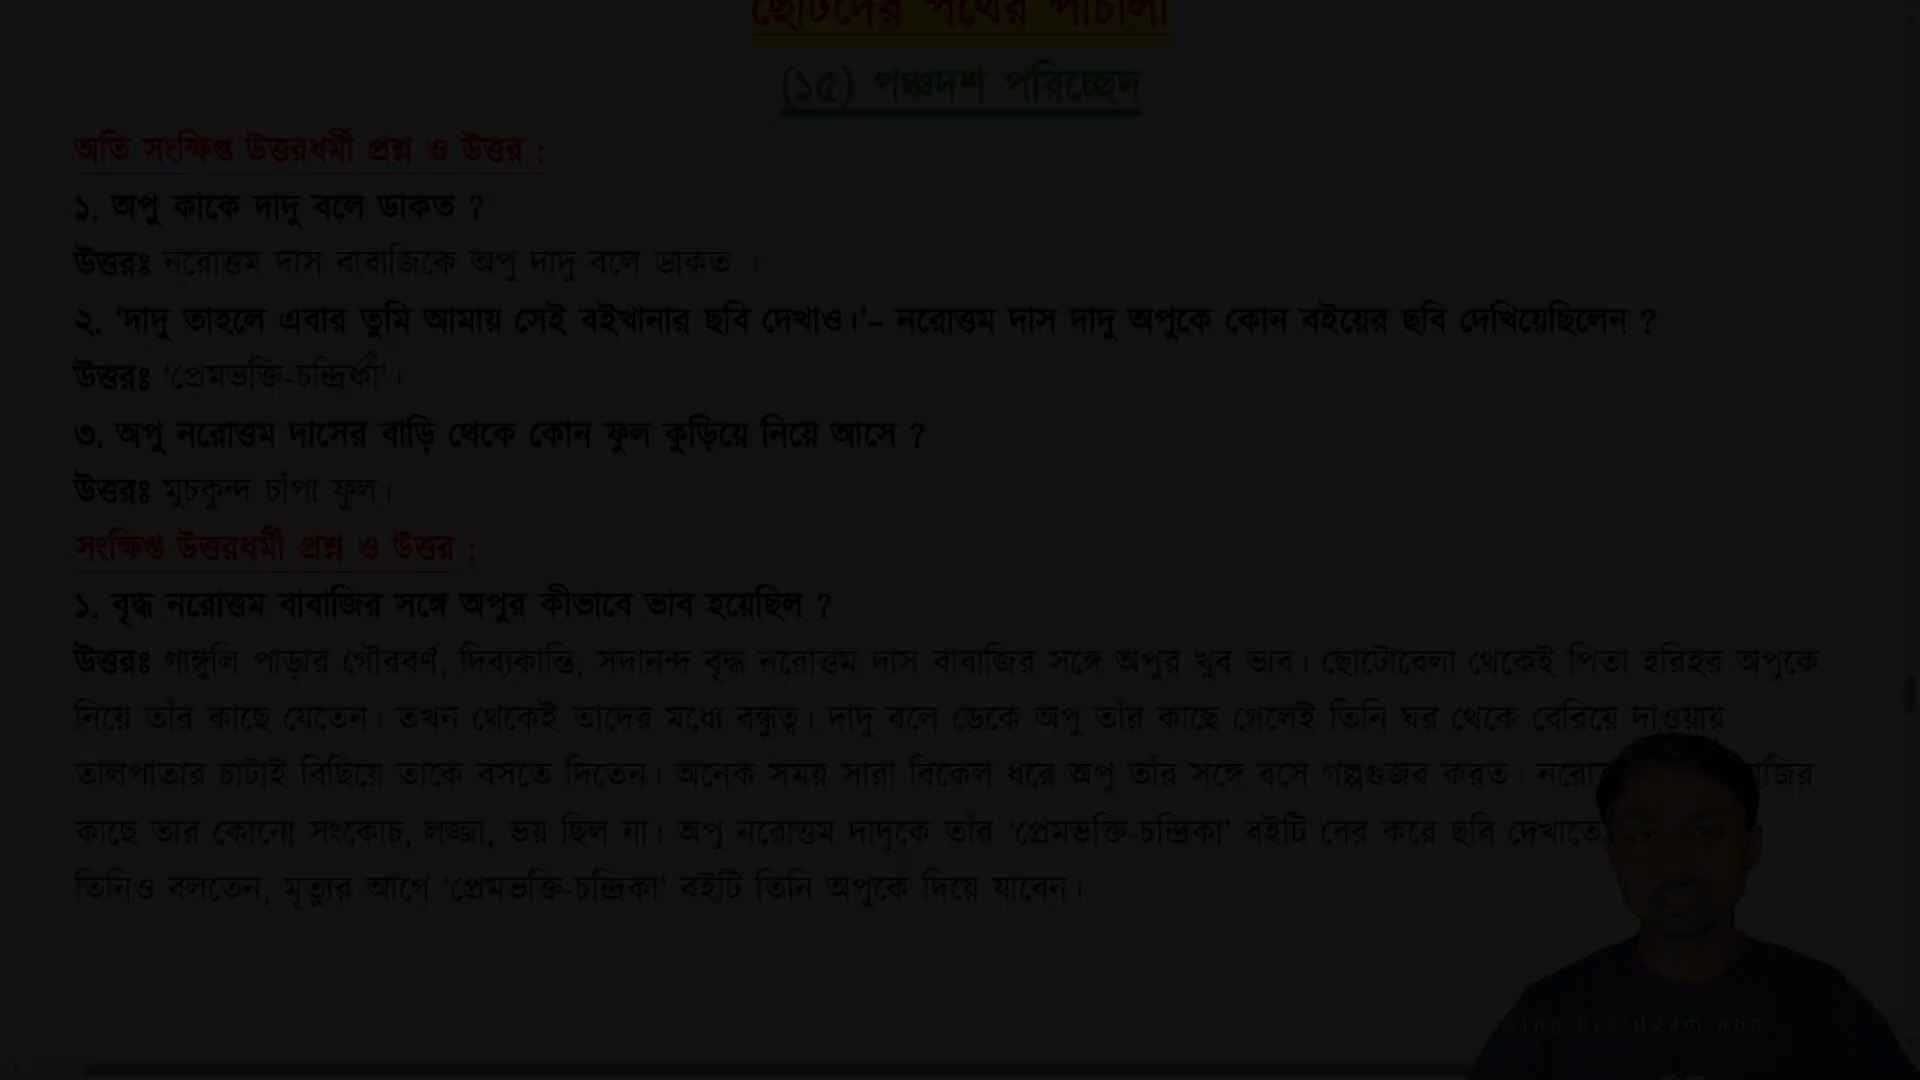 ছোটদের পথের পাঁচালী
(১৫) পঞ্চদশ পরিচ্ছেদ
অতি সংক্ষিপ্ত উত্তরধর্মী প্রশ্ন ও উত্তর :
১. অপু কাকে দাদু বলে ডাকত ?
উত্তরঃ নরোত্তম দাস বাবাজিকে অপু দাদু বলে ডাকত ।
২. ‘দাদু তাহলে এবার তুমি আমায় সেই বইখানার ছবি দেখাও।’– নরোত্তম দাস দাদু অপুকে কোন বইয়ের ছবি দেখিয়েছিলেন ?
উত্তরঃ ‘প্রেমভক্তি-চন্দ্রিকা’।
৩. অপু নরোত্তম দাসের বাড়ি থেকে কোন ফুল কুড়িয়ে নিয়ে আসে ?
উত্তরঃ মুচকুন্দ চাঁপা ফুল।
সংক্ষিপ্ত উত্তরধর্মী প্রশ্ন ও উত্তর :
১. বৃদ্ধ নরোত্তম বাবাজির সঙ্গে অপুর কীভাবে ভাব হয়েছিল ?
উত্তরঃ গাঙ্গুলি পাড়ার গৌরবর্ণ, দিব্যকান্তি, সদানন্দ বৃদ্ধ নরোত্তম দাস বাবাজির সঙ্গে অপুর খুব ভাব। ছোটোবেলা থেকেই পিতা হরিহর অপুকে
নিয়ে তাঁর কাছে যেতেন। তখন থেকেই তাদের মধ্যে বন্ধুত্ব। দাদু বলে ডেকে অপু তাঁর কাছে গেলেই তিনি ঘর থেকে বেরিয়ে দাওয়ায়
তালপাতার চাটাই বিছিয়ে তাকে বসতে দিতেন। অনেক সময় সারা বিকেল ধরে অপু তাঁর সঙ্গে বসে গল্পগুজব করত।
কাছে তার কোনো সংকোচ, লজ্জা, ভয় ছিল না। অপু নরোত্তম দাদুকে তাঁর ‘প্রেমভক্তি-চন্দ্রিকা’ বইটি বের করে ছবি
তিনিও বলতেন, মৃত্যুর আগে ‘প্রেমভক্তি-চন্দ্রিকা’ বইটি তিনি অপুকে দিয়ে যাবেন।
droidcam app